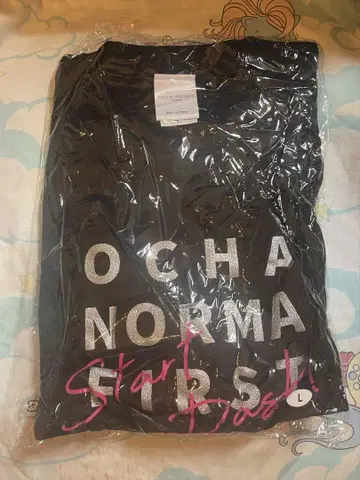 OCHA
NORMA
FIRST
Start Dash!
L